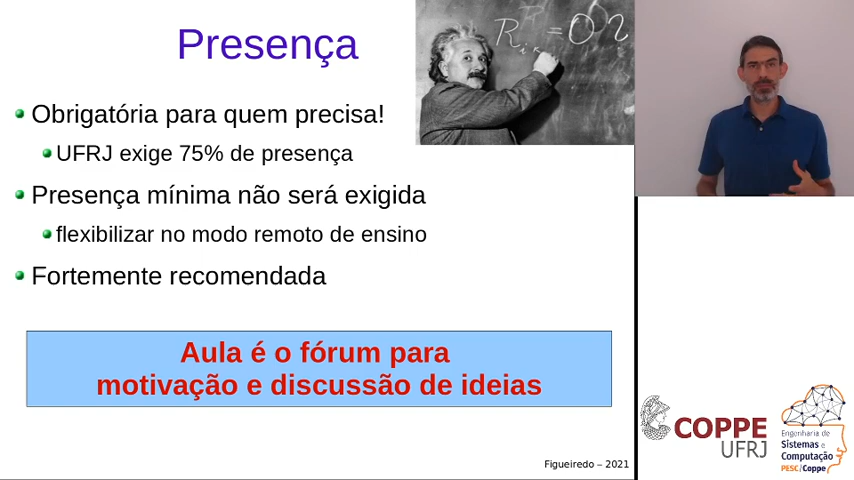 Presença
Obrigatória para quem precisa!
UFRJ exige 75% de presença
Presença mínima não será exigida
flexibilizar no modo remoto de ensino
Fortemente recomendada
Aula é o fórum para
motivação e discussão de ideias
Figueiredo – 2021
COPPE
UFRJ
Engenharia de
Sistemas e
Computação
PESC/Coppe